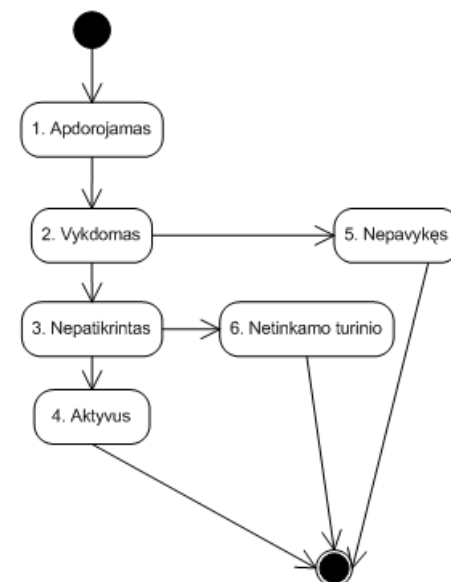 1. Apdorojamas
2. Vykdomas
5. Nepavykęs
3. Nepatikrintas
6. Netinkamo turinio
4. Aktyvus